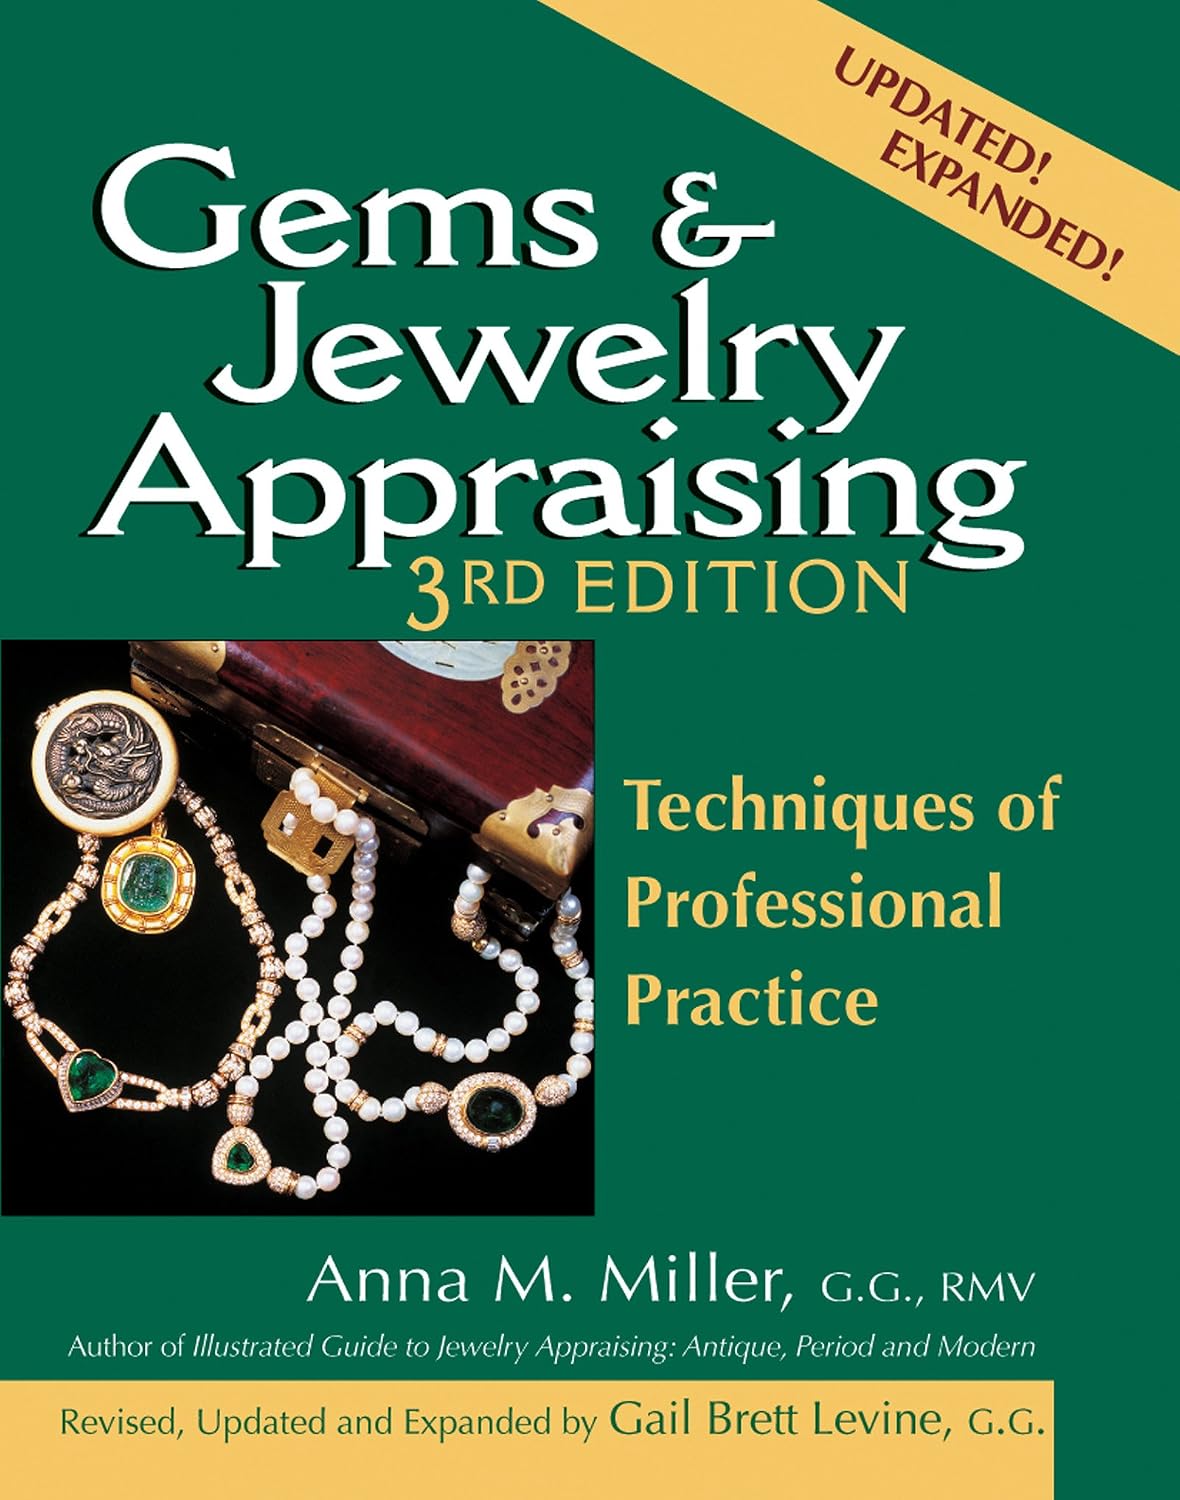 UPDATED!
EXPANDED!
Gems &
Jewelry
Appraising
3RD EDITION
Techniques of
Professional
Practice
Anna M. Miller, G.G., RMV
Author of Illustrated Guide to Jewelry Appraising: Antique, Period and Modern
Revised, Updated and Expanded by Gail Brett Levine, G.G.